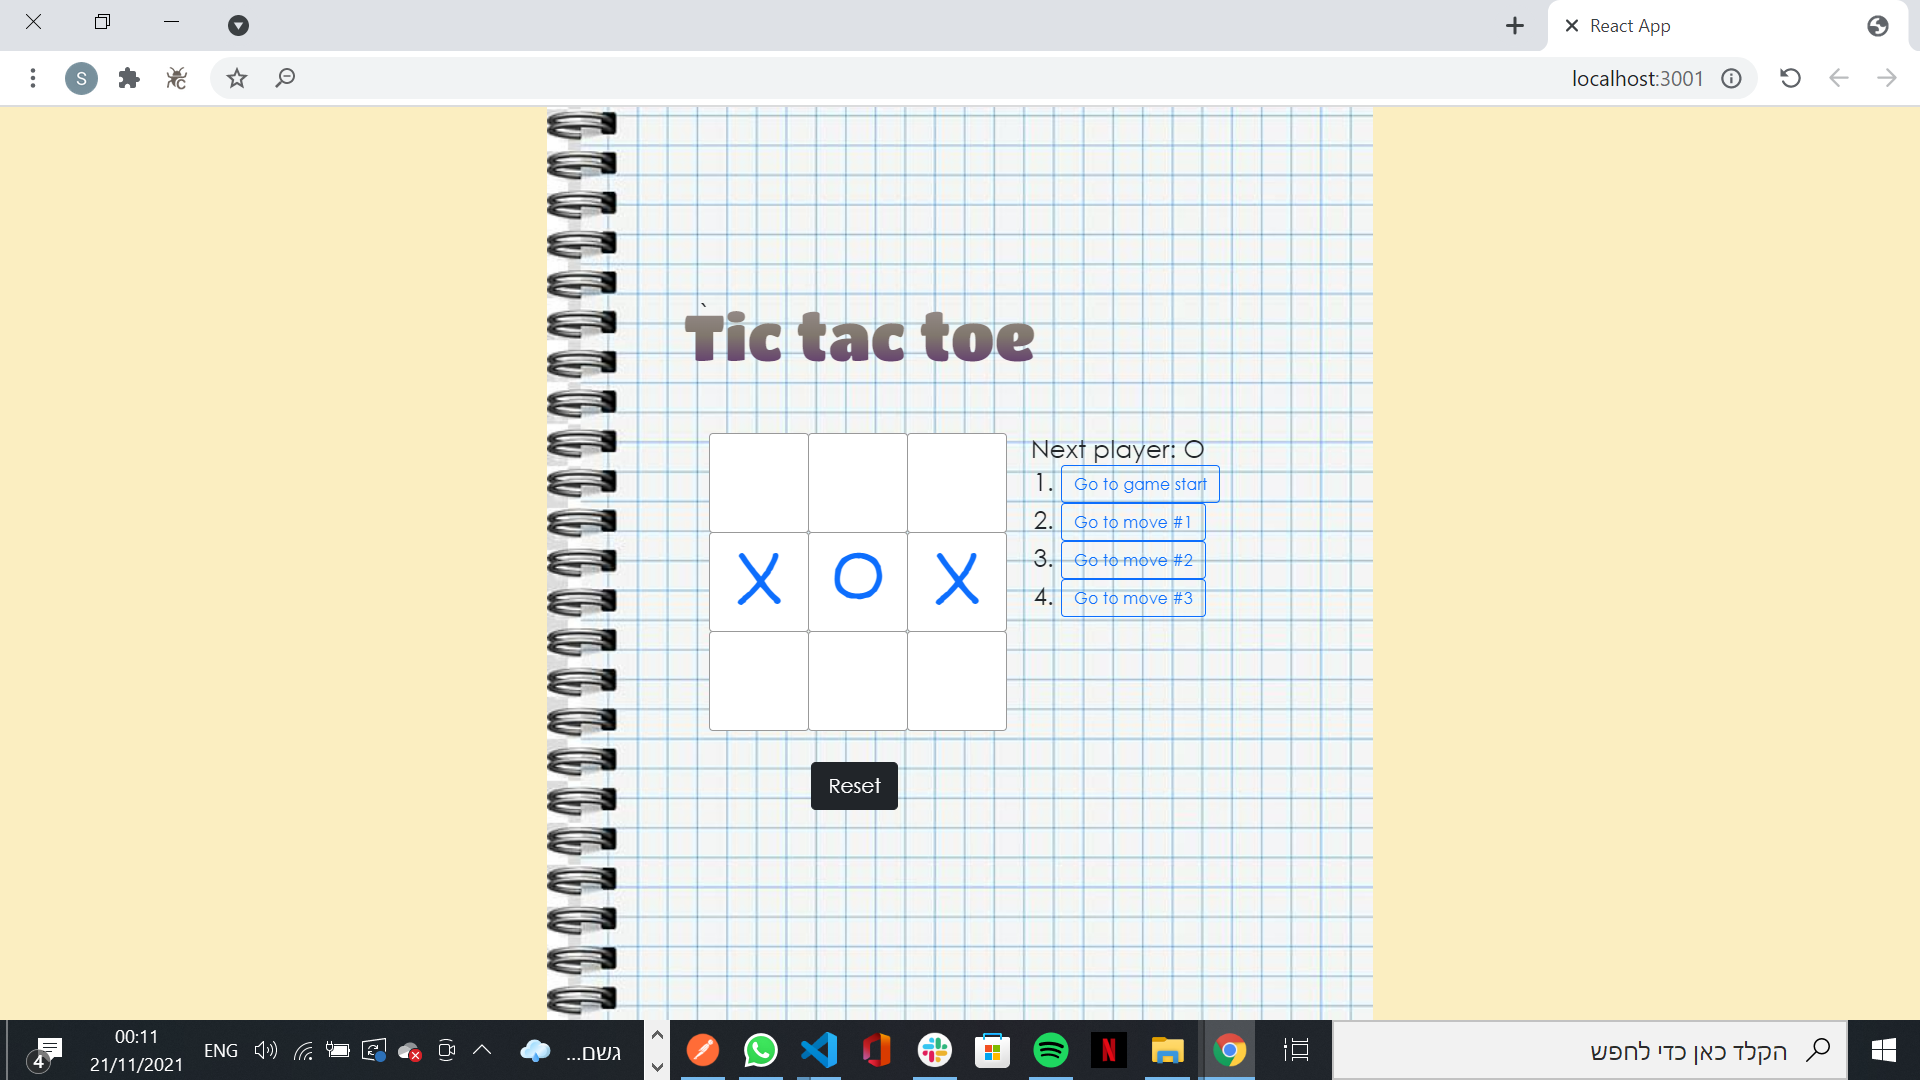 React App
S
localhost:3001
`
Tic tac toe
Next player: O
1. Go to game start
2. Go to move #1
3. Go to move #2
4. Go to move #3
X O X
Reset
4
00:11
21/11/2021
ENG
גשם...
N
הקלד כאן כדי לחפש